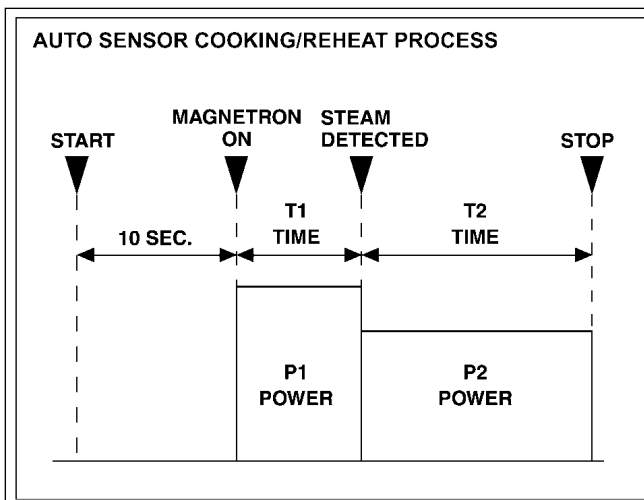 AUTO SENSOR COOKING/REHEAT PROCESS
START
MAGNETRON
ON
STEAM
DETECTED
STOP
10 SEC.
T1
TIME
T2
TIME
P1
POWER
P2
POWER